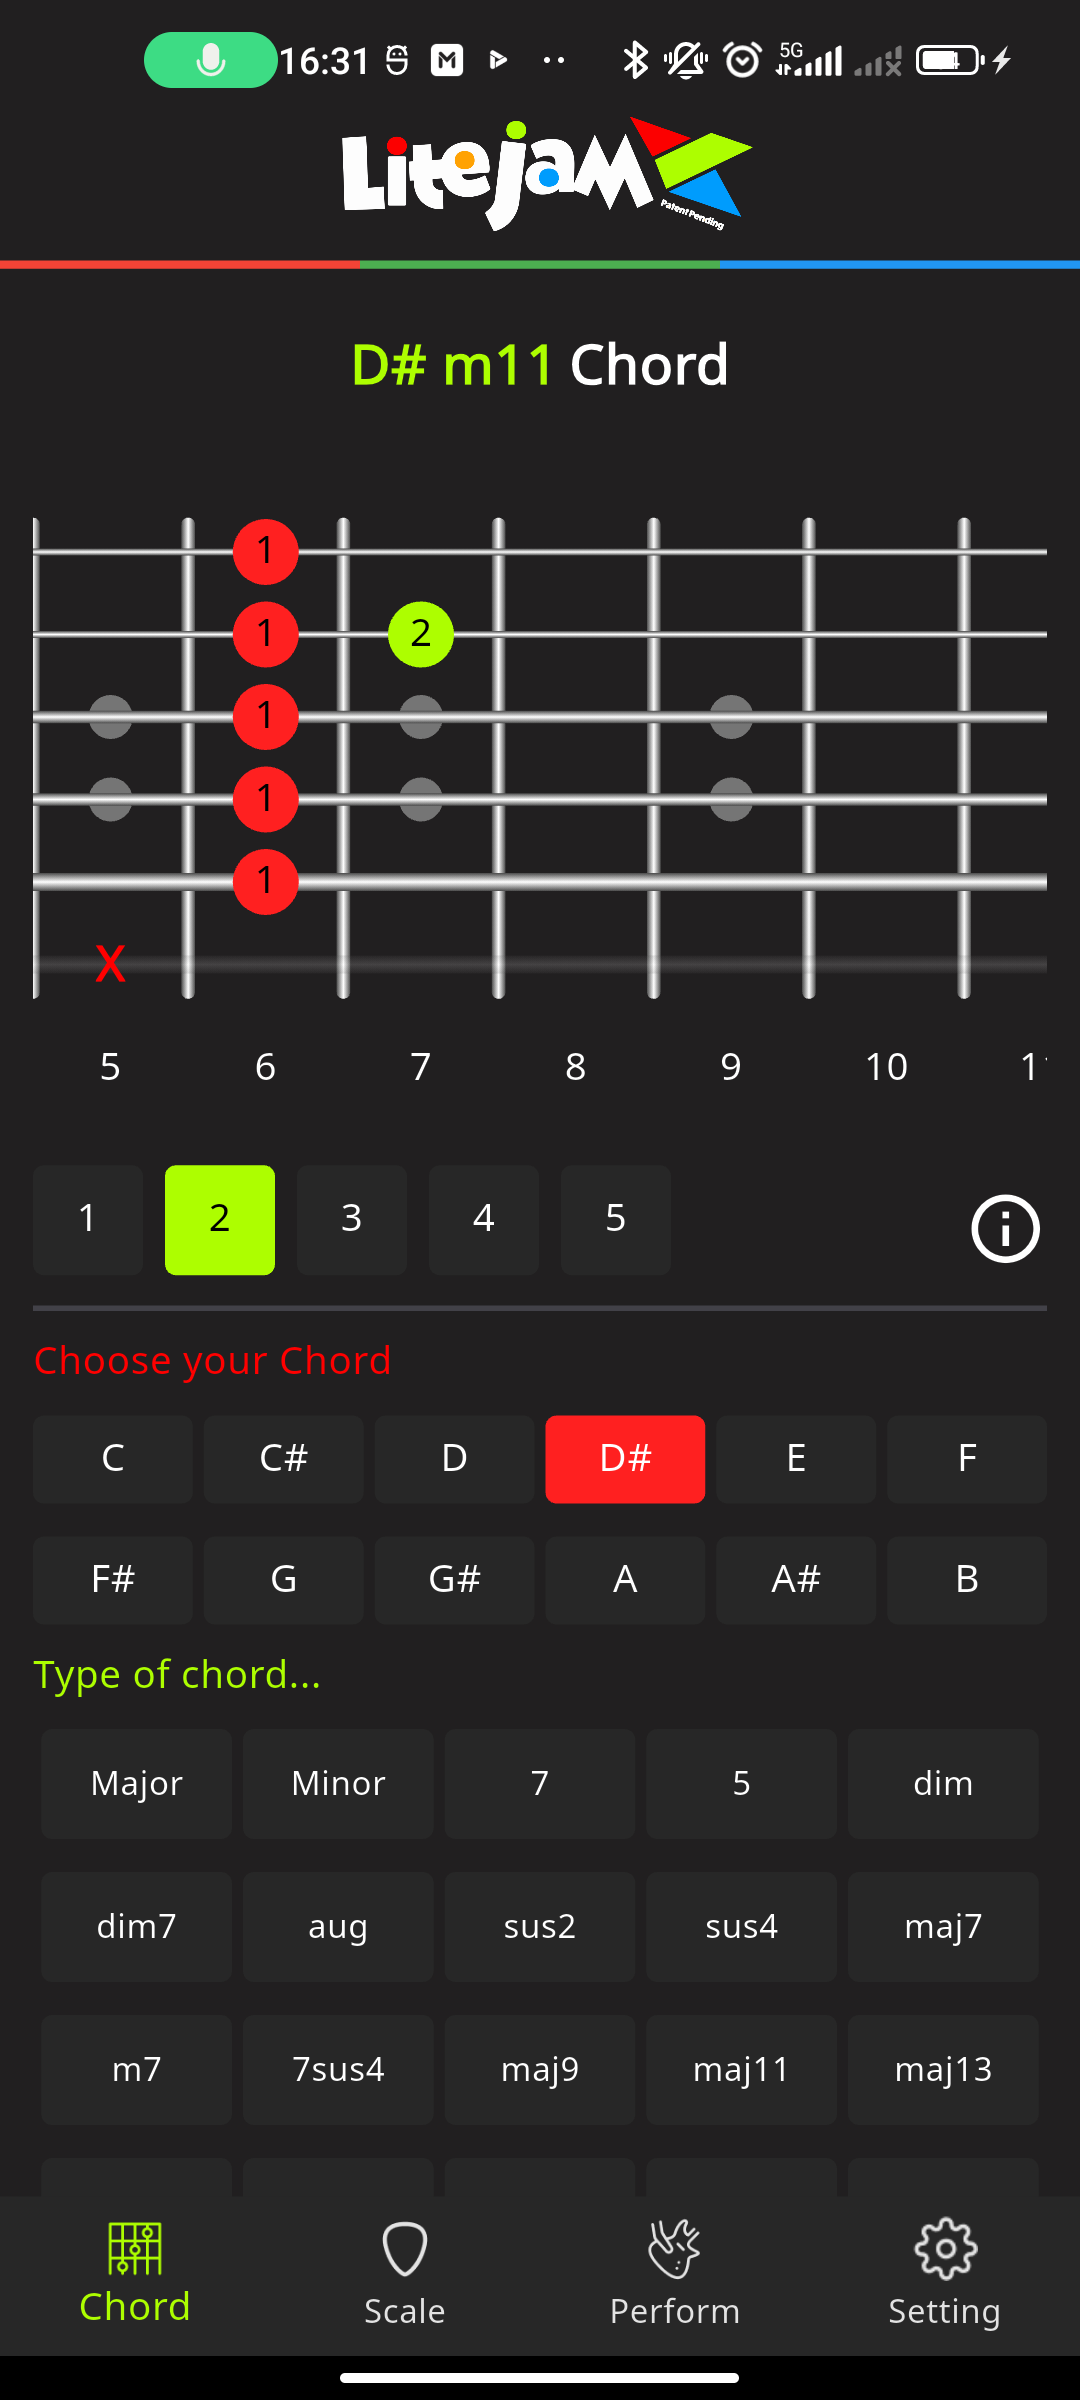 16:31
5G
LitejaM
Patent Pending
D# m11 Chord
1
1 2
1
1
1
X
5 6 7 8 9 10
1 2 3 4 5
Choose your Chord
C C# D D# E F
F# G G# A A# B
Type of chord...
Major Minor 7 5 dim
dim7 aug sus2 sus4 maj7
m7 7sus4 maj9 maj11 maj13
Chord Scale Perform Setting